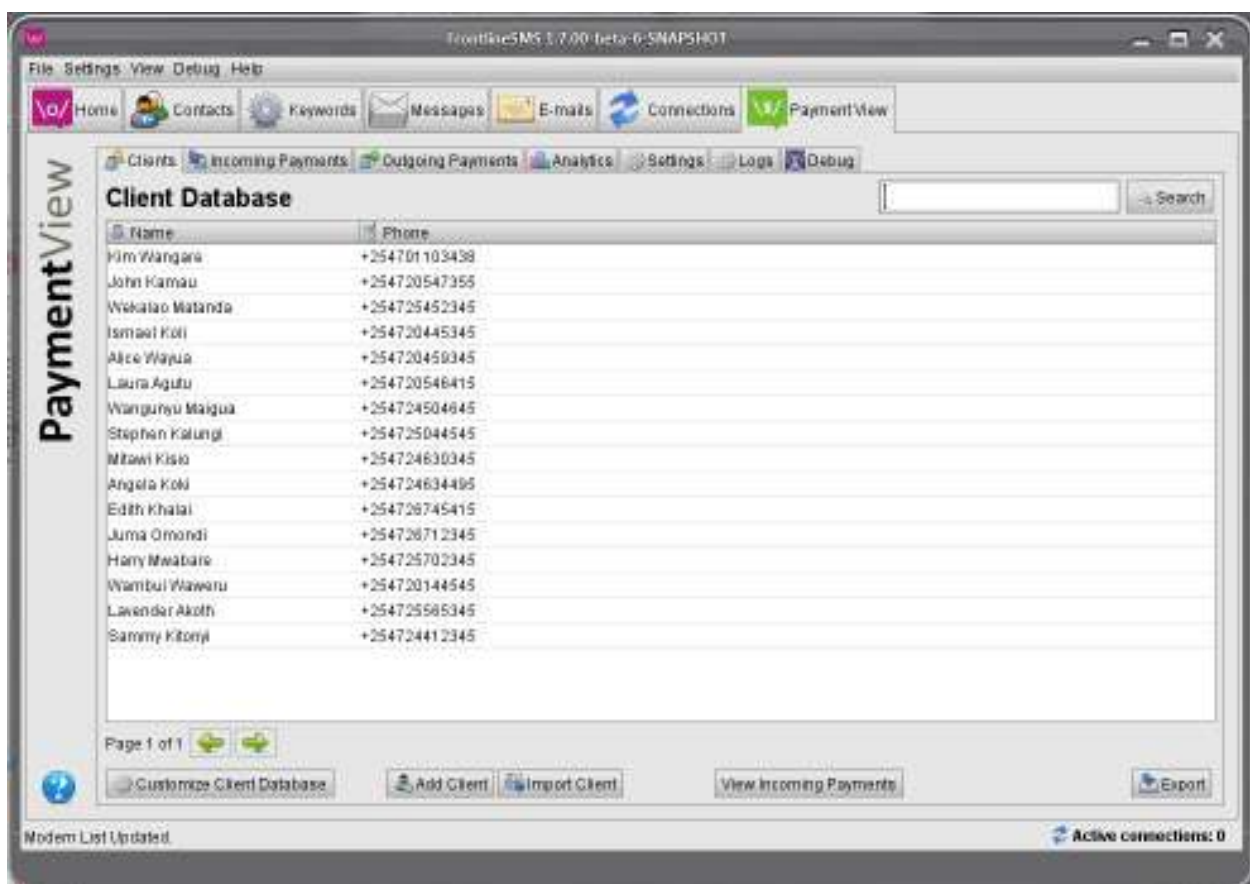 FrontlineSMS 1.7.00-beta-6-SNAPSHOT
File Settings View Debug Help
\o/ Home Contacts Keywords Messages E-mails Connections \$/ Payment View
PaymentView
Clients Incoming Payments Outgoing Payments Analytics Settings Logs Debug
Client Database Search
Name Phone
Kim Wangare +254701103438
John Kamau +254720547355
Wekalao Matanda +254725452345
Ismael Koli +254720445345
Alice Wayua +254720459345
Laura Agutu +254720546415
Wangunyu Maigua +254724504645
Stephen Kalungi +254725044545
Mitawi Kisio +254724630345
Angela Koki +254724634495
Edith Khalai +254726745415
Juma Omondi +254726712345
Harry Mwabare +254725702345
Wambui Waweru +254720144545
Lavender Akoth +254725565345
Sammy Kitonyi +254724412345
Page 1 of 1
Customize Client Database Add Client Import Client View Incoming Payments Export
Modem List Updated. Active connections: 0